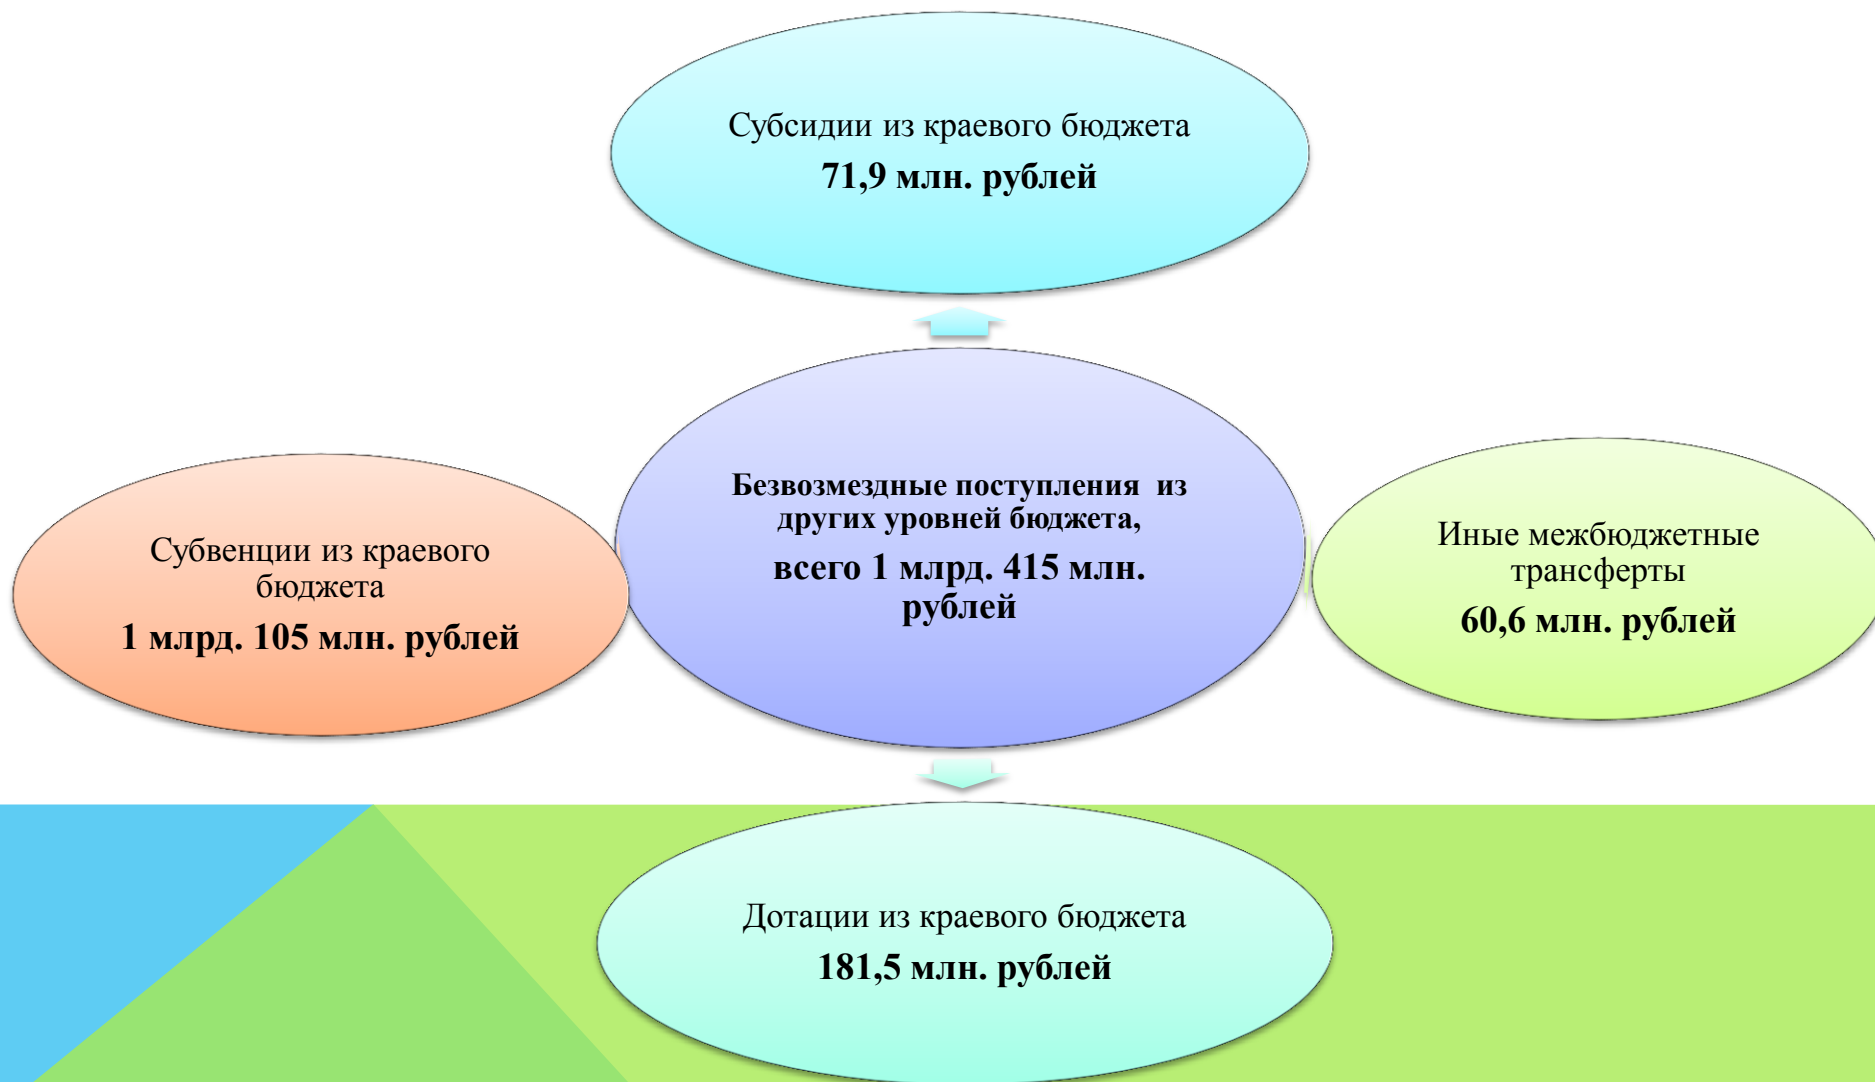 Субсидии из краевого бюджета
71,9 млн. рублей
Безвозмездные поступления из
других уровней бюджета,
всего 1 млрд. 415 млн.
рублей
Субвенции из краевого
бюджета
1 млрд. 105 млн. рублей
Иные межбюджетные
трансферты
60,6 млн. рублей
Дотации из краевого бюджета
181,5 млн. рублей